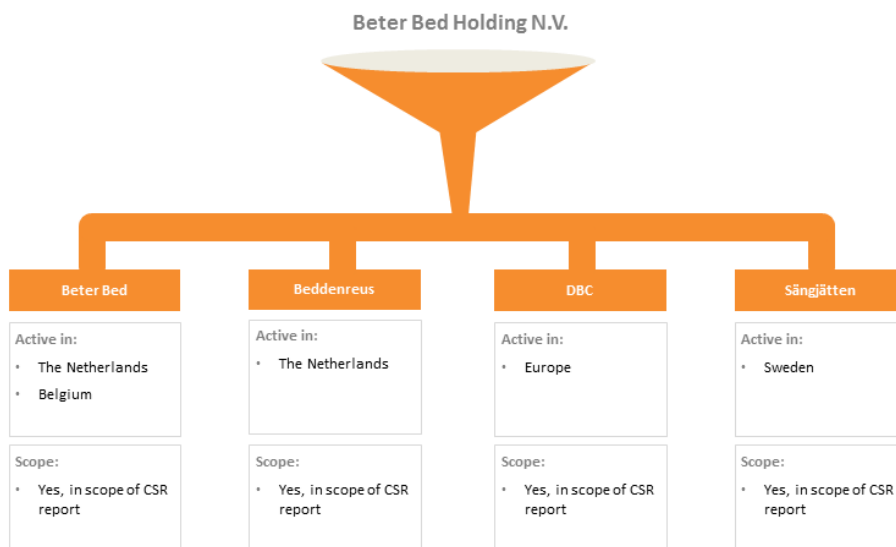 Beter Bed Holding N.V.
Beter Bed
Beddenreus
DBC
Sängjätten
Active in:
• The Netherlands
• Belgium
Active in:
• The Netherlands
Active in:
• Europe
Active in:
• Sweden
Scope:
• Yes, in scope of CSR
report
Scope:
• Yes, in scope of CSR
report
Scope:
• Yes, in scope of CSR
report
Scope:
• Yes, in scope of CSR
report